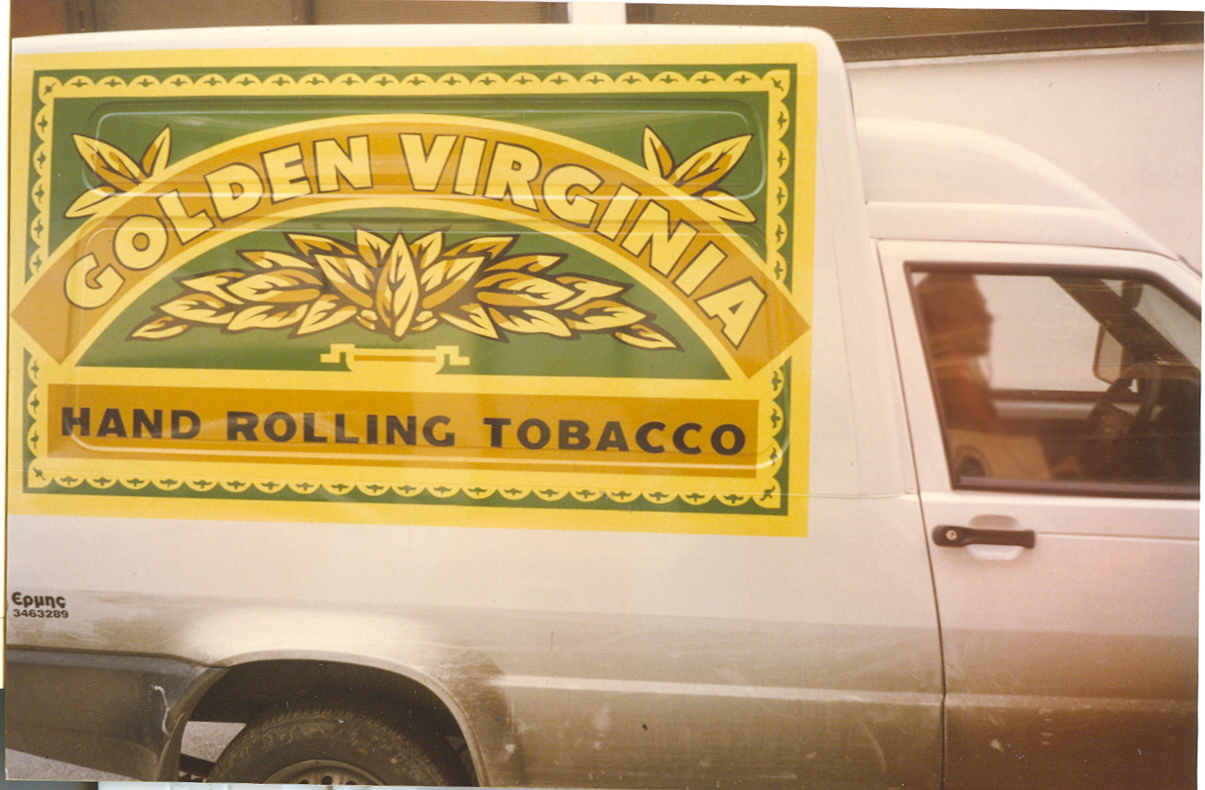 GOLDEN VIRGINIA
HAND ROLLING TOBACCO
Ερμης
3463289